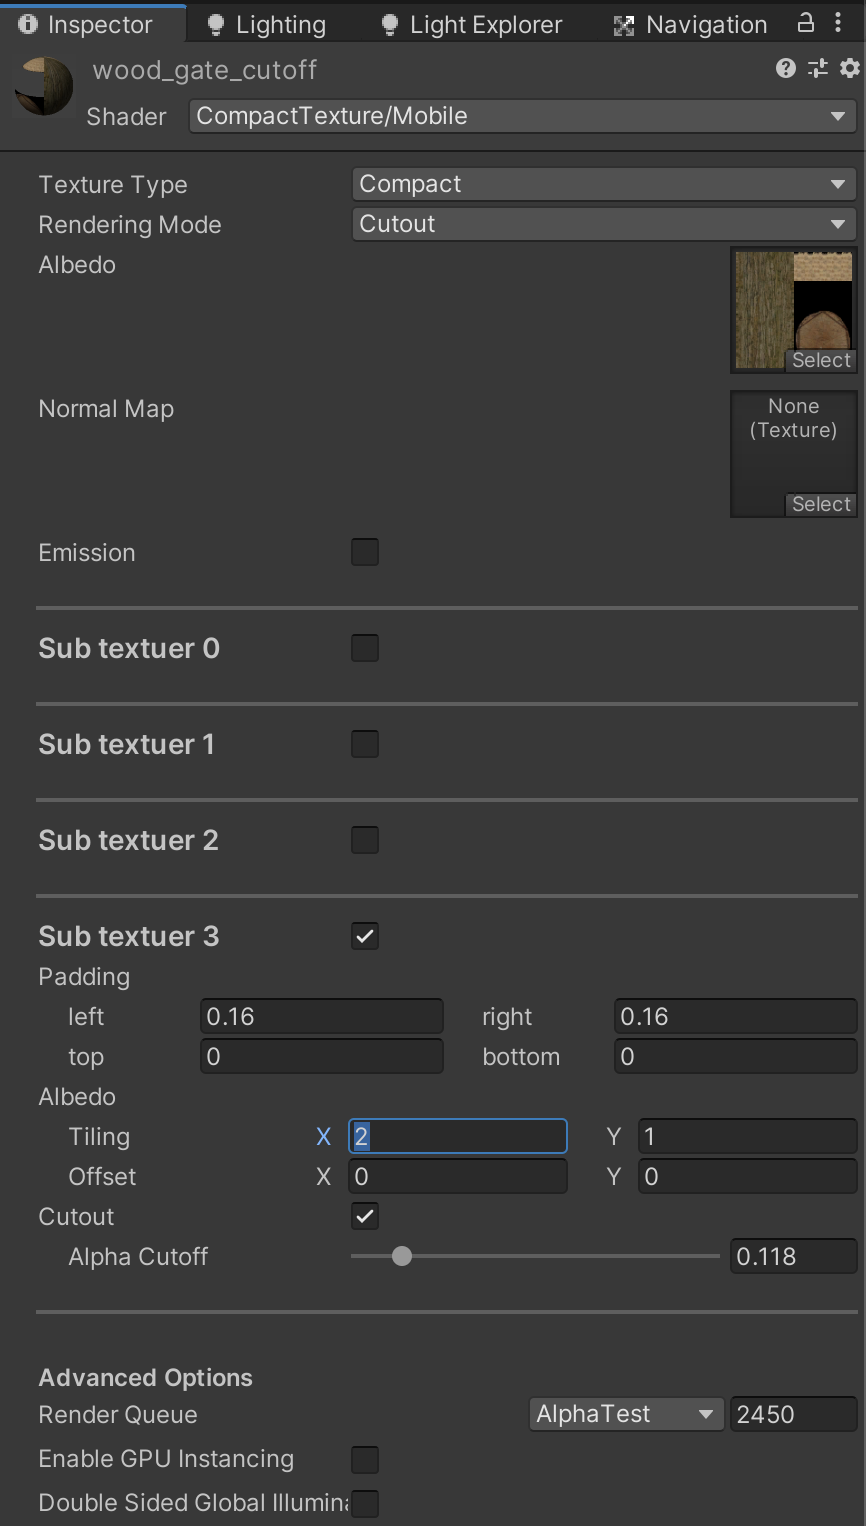 Inspector Lighting Light Explorer Navigation
wood_gate_cutoff
Shader CompactTexture/Mobile
Texture Type Compact
Rendering Mode Cutout
Albedo
Select
Normal Map None
(Texture)
Select
Emission
Sub textuer 0
Sub textuer 1
Sub textuer 2
Sub textuer 3
Padding
left 0.16 right 0.16
top 0 bottom 0
Albedo
Tiling X 2 Y 1
Offset X 0 Y 0
Cutout
Alpha Cutoff 0.118
Advanced Options
Render Queue AlphaTest 2450
Enable GPU Instancing
Double Sided Global Illumina